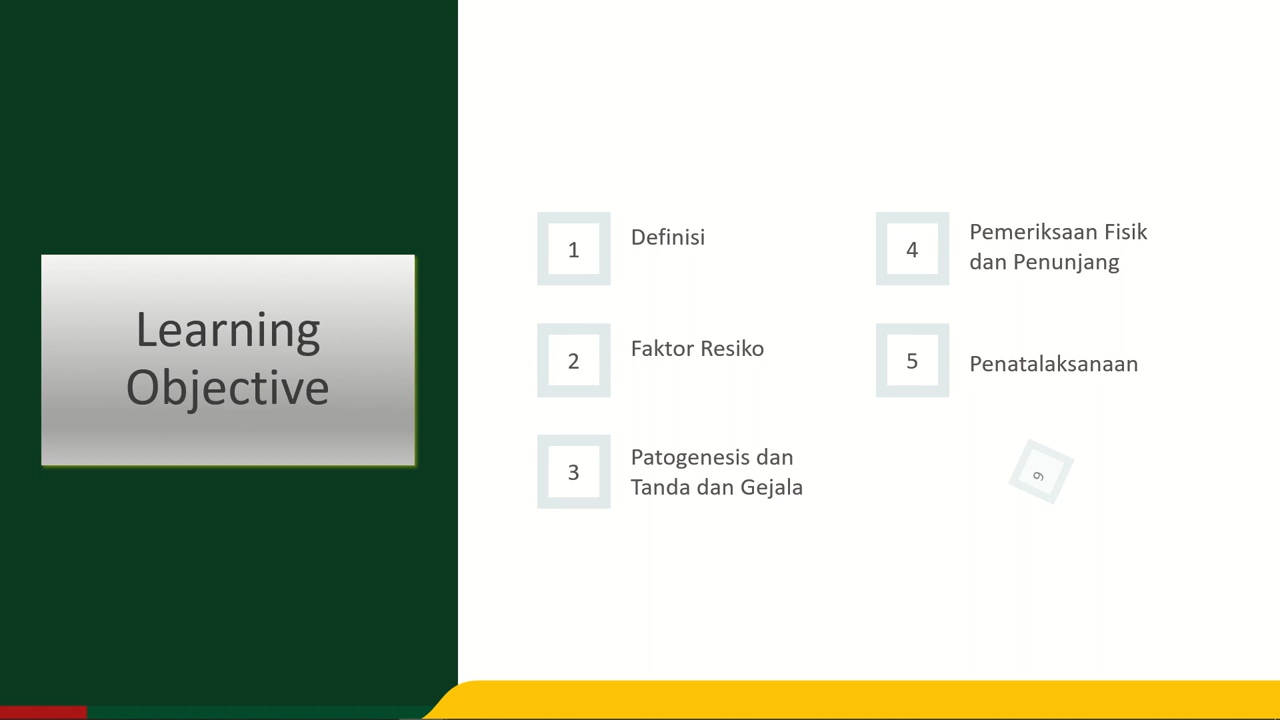 Learning
Objective
1
Definisi
2
Faktor Resiko
3
Patogenesis dan
Tanda dan Gejala
4
Pemeriksaan Fisik
dan Penunjang
5
Penatalaksanaan
6